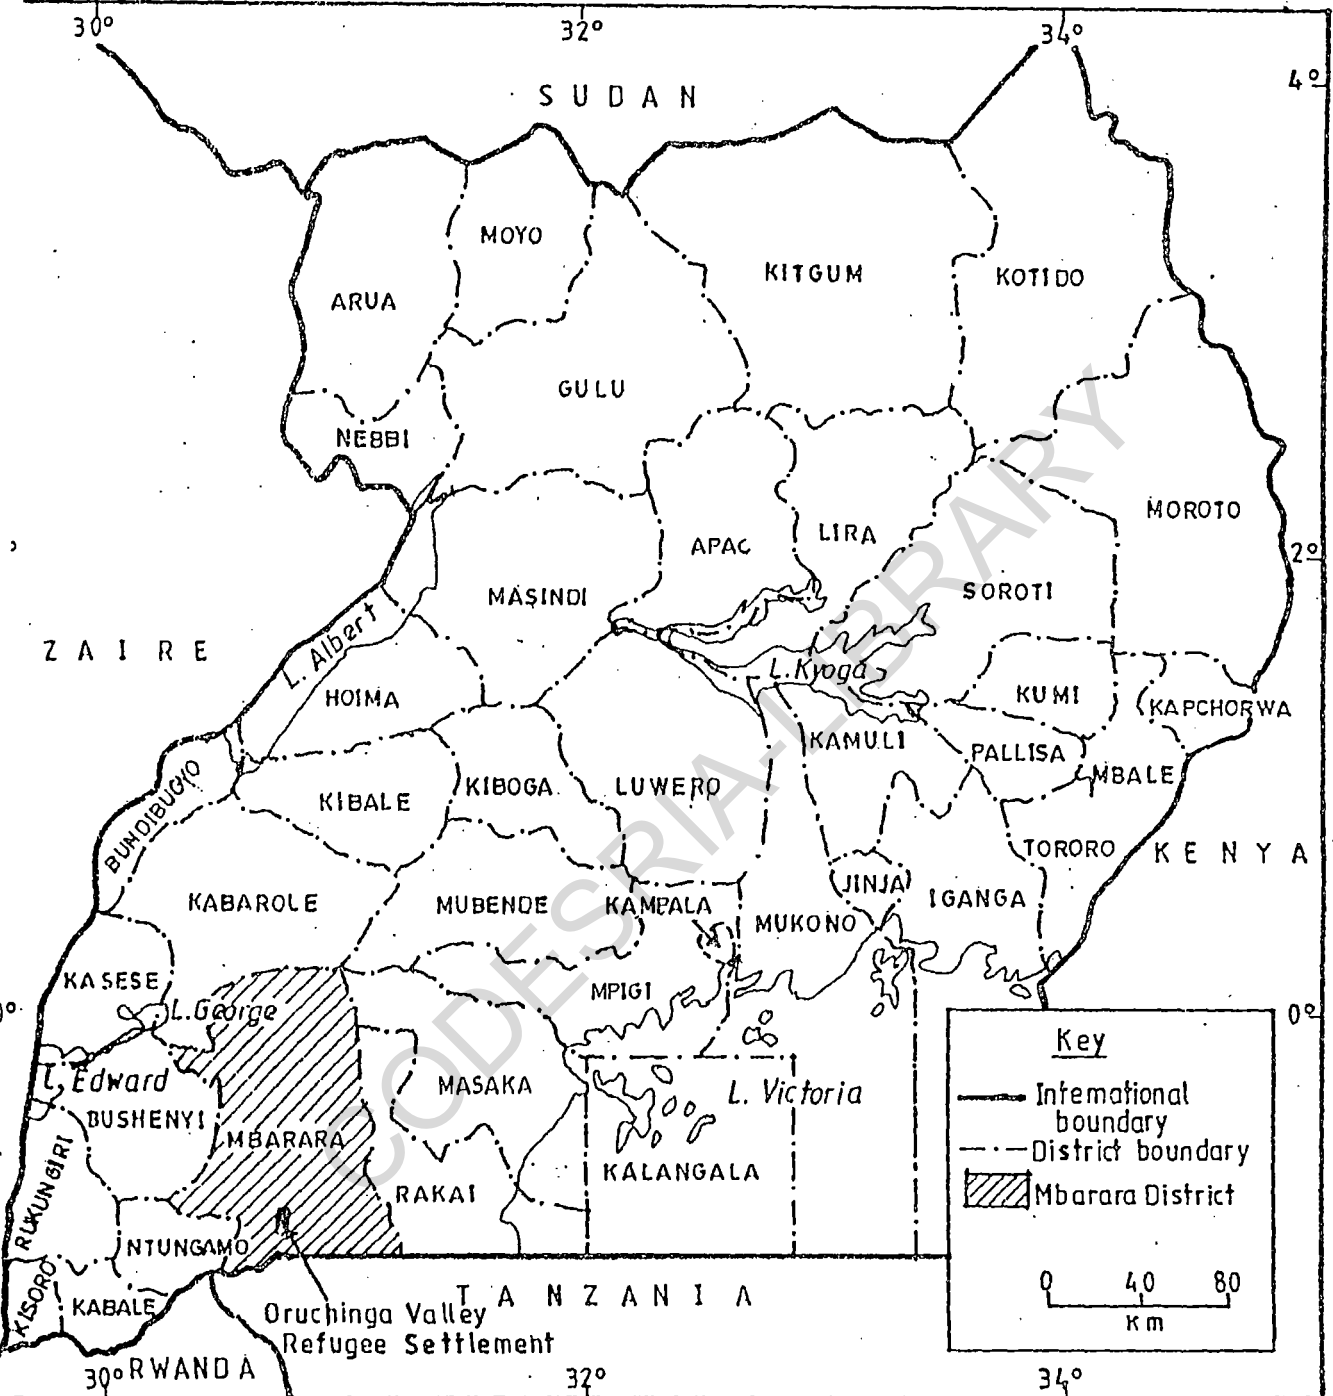 30° 32° 34°
4°
SUDAN
MOYO
KITGUM
KOTIDO
ARUA
GULU
NEBBI
MOROTO
LIRA
APAC
2°
MASINDI
SOROTI
ZAIRE
L. Albert
L. Kyoga
HOIMA
KUMI
KAPCHORWA
KAMULI
PALLISA
MBALE
BUNDIBUGYO
KIBALE
KIBOGA
LUWERO
TORORO
KENYA
JINJA
IGANGA
KABAROLE
MUBENDE
KAMPALA
MUKONO
KASESE
MPIGI
L. George
0°
L. Edward
MASAKA
L. Victoria
BUSHENYI
MBARARA
KALANGALA
RAKAI
RUKUNGIRI
NTUNGAMO
KISORO
KABALE
TANZANIA
Oruchinga Valley
Refugee Settlement
RWANDA
30° 32° 34°
Key
International
boundary
District boundary
Mbarara District
0 40 80
Km
CODESRIA-LIBRARY